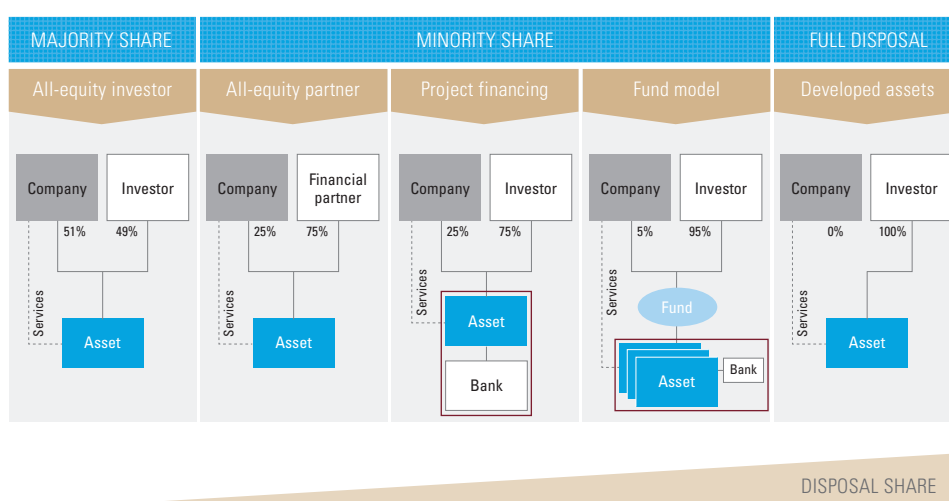 MAJORITY SHARE
MINORITY SHARE
FULL DISPOSAL
All-equity investor
All-equity partner
Project financing
Fund model
Developed assets
Company
Investor
51%
49%
Services
Asset
Company
Financial
partner
25%
75%
Services
Asset
Company
Investor
25%
75%
Services
Asset
Bank
Company
Investor
5%
95%
Services
Fund
Asset
Bank
Company
Investor
0%
100%
Services
Asset
DISPOSAL SHARE